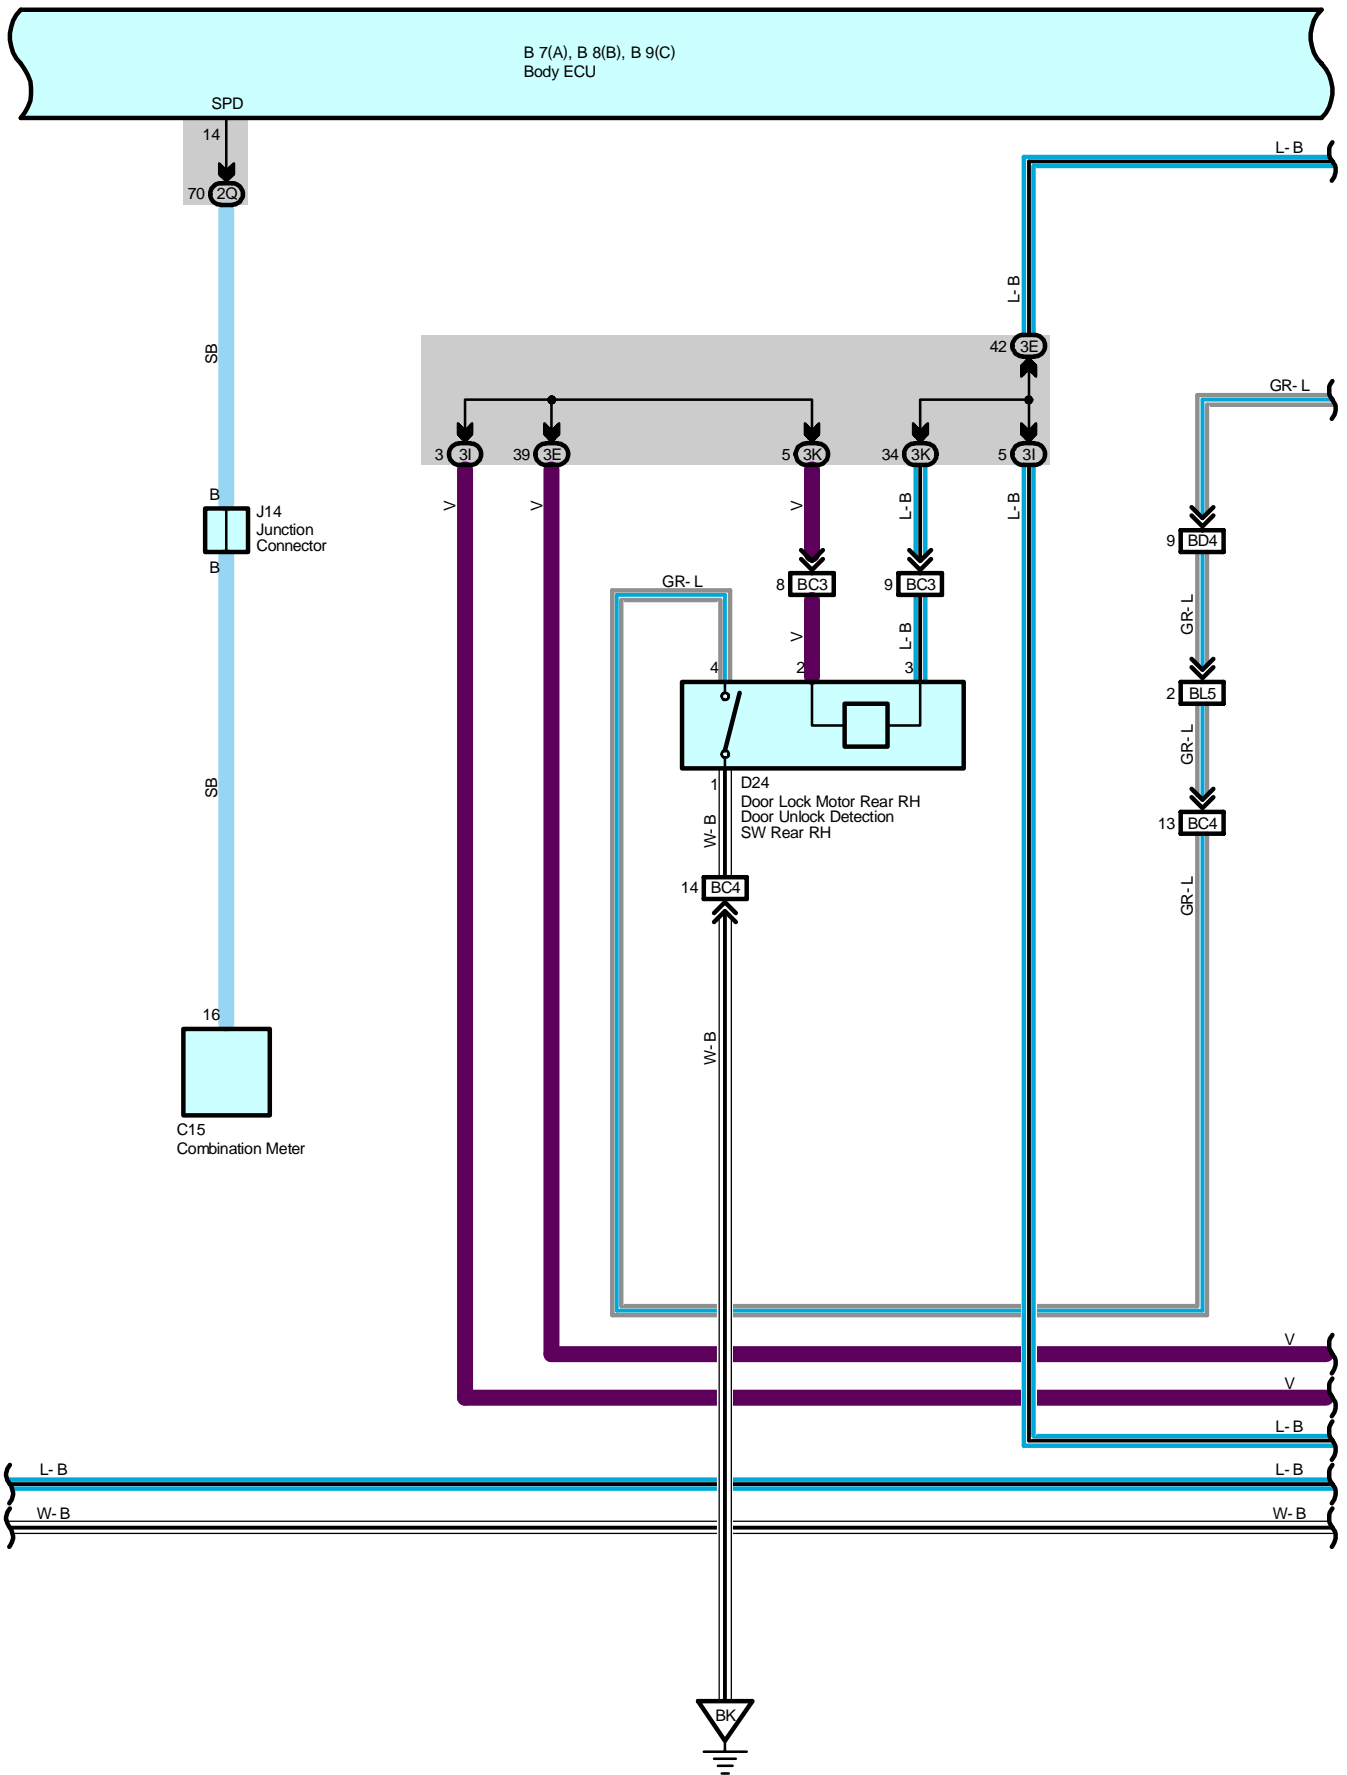 B 7(A), B 8(B), B 9(C)
Body ECU
SPD
14
70 2Q
L- B
L- B
SB
42 3E
GR- L
3 3I
39 3E
5 3K
34 3K
5 3I
V
V
V
L- B
L- B
B
J14
Junction
Connector
B
9 BD4
GR- L
8 BC3
9 BC3
GR- L
V
L- B
4
2
3
2 BL5
GR- L
SB
1
D24
Door Lock Motor Rear RH
Door Unlock Detection
SW Rear RH
W- B
13 BC4
14 BC4
GR- L
16
W- B
C15
Combination Meter
V
V
L- B
L- B
L- B
W- B
W- B
BK